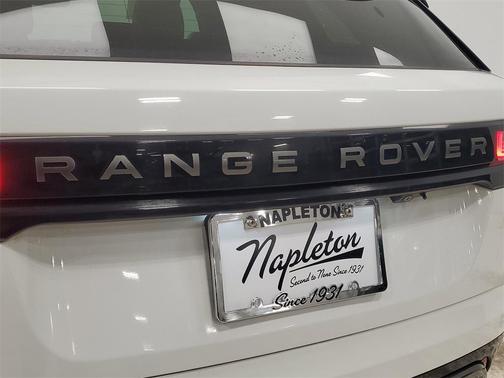 RANGE ROVER
NAPLETON
Napleton
Second to None Since 1931
Since 1931